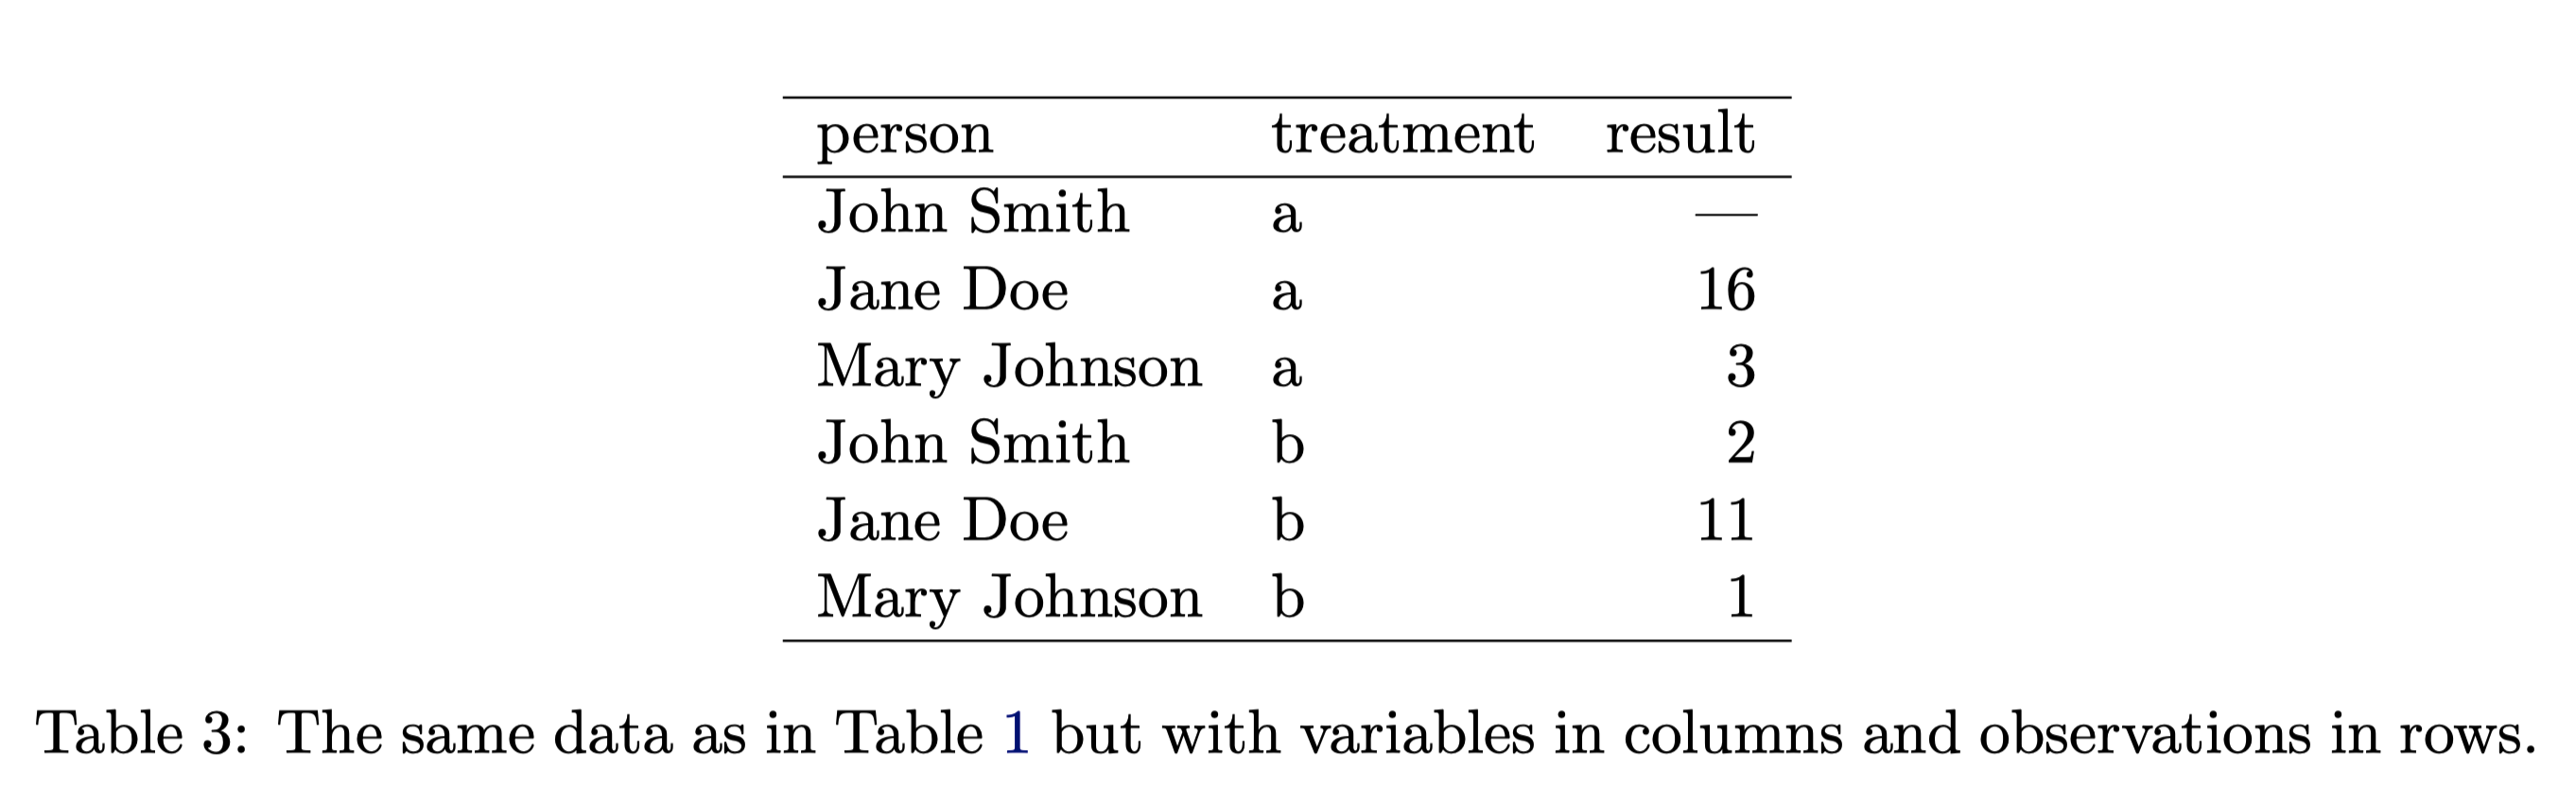 person treatment result
John Smith a —
Jane Doe a 16
Mary Johnson a 3
John Smith b 2
Jane Doe b 11
Mary Johnson b 1
Table 3: The same data as in Table 1 but with variables in columns and observations in rows.